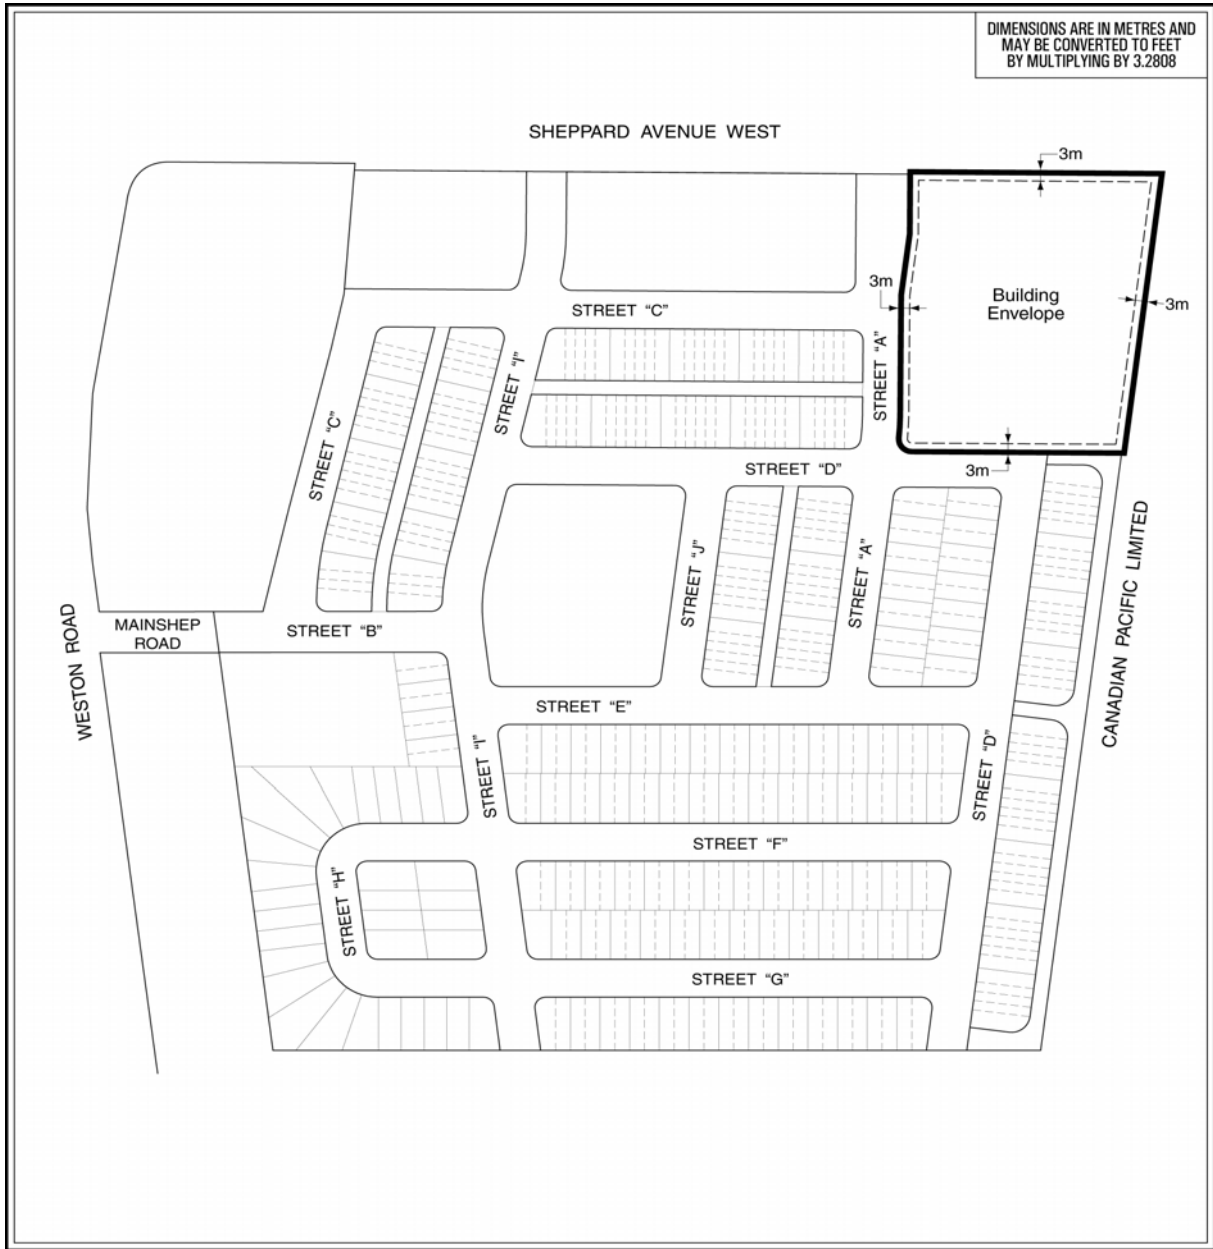 DIMENSIONS ARE IN METRES AND
MAY BE CONVERTED TO FEET
BY MULTIPLYING BY 3.2808
SHEPPARD AVENUE WEST
3m
3m
Building
Envelope
3m
STREET "C"
STREET "I"
STREET "A"
STREET "C"
STREET "D"
3m
STREET "J"
STREET "A"
CANADIAN PACIFIC LIMITED
WESTON ROAD
MAINSHEP
ROAD
STREET "B"
STREET "E"
STREET "I"
STREET "D"
STREET "F"
STREET "H"
STREET "G"